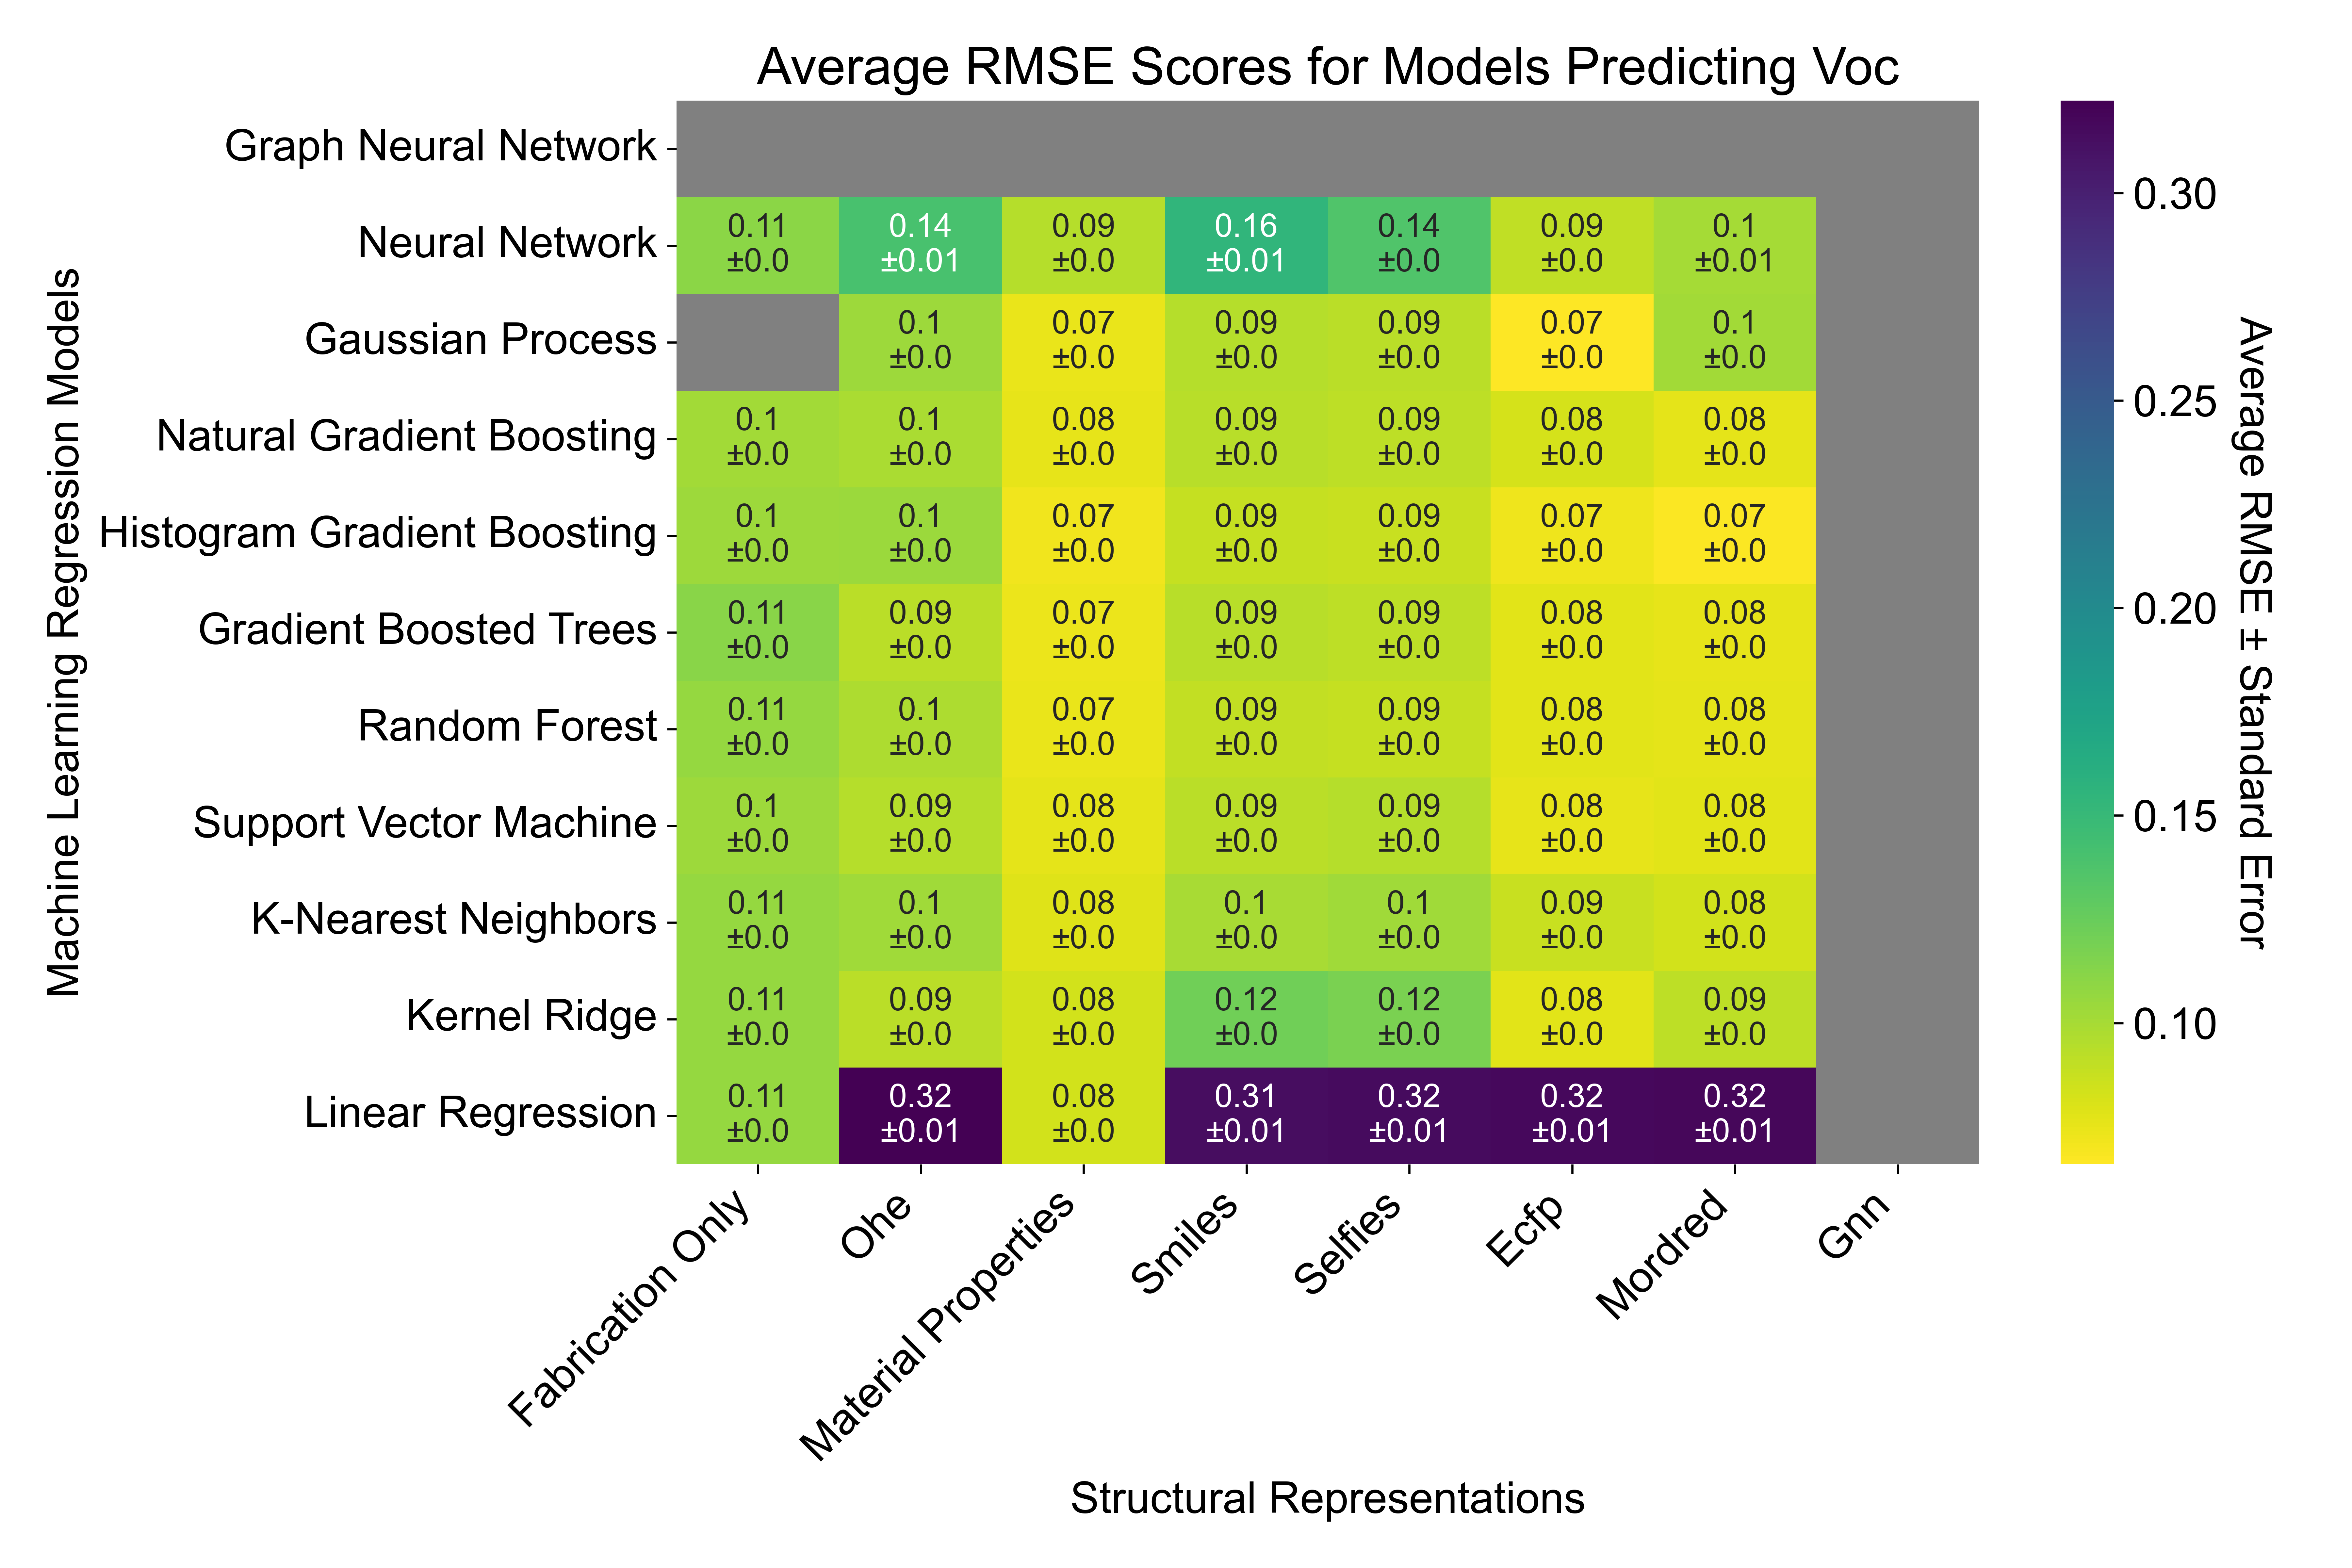 Average RMSE Scores for Models Predicting Voc
Machine Learning Regression Models
Graph Neural Network
Neural Network
0.11 0.14 0.09 0.16 0.14 0.09 0.1
±0.0 ±0.01 ±0.0 ±0.01 ±0.0 ±0.0 ±0.01
Gaussian Process
0.1 0.07 0.09 0.09 0.07 0.1
±0.0 ±0.0 ±0.0 ±0.0 ±0.0 ±0.0
Natural Gradient Boosting
0.1 0.1 0.08 0.09 0.09 0.08 0.08
±0.0 ±0.0 ±0.0 ±0.0 ±0.0 ±0.0 ±0.0
Histogram Gradient Boosting
0.1 0.1 0.07 0.09 0.09 0.07 0.07
±0.0 ±0.0 ±0.0 ±0.0 ±0.0 ±0.0 ±0.0
Gradient Boosted Trees
0.11 0.09 0.07 0.09 0.09 0.08 0.08
±0.0 ±0.0 ±0.0 ±0.0 ±0.0 ±0.0 ±0.0
Random Forest
0.11 0.1 0.07 0.09 0.09 0.08 0.08
±0.0 ±0.0 ±0.0 ±0.0 ±0.0 ±0.0 ±0.0
Support Vector Machine
0.1 0.09 0.08 0.09 0.09 0.08 0.08
±0.0 ±0.0 ±0.0 ±0.0 ±0.0 ±0.0 ±0.0
K-Nearest Neighbors
0.11 0.1 0.08 0.1 0.1 0.09 0.08
±0.0 ±0.0 ±0.0 ±0.0 ±0.0 ±0.0 ±0.0
Kernel Ridge
0.11 0.09 0.08 0.12 0.12 0.08 0.09
±0.0 ±0.0 ±0.0 ±0.0 ±0.0 ±0.0 ±0.0
Linear Regression
0.11 0.32 0.08 0.31 0.32 0.32 0.32
±0.0 ±0.01 ±0.0 ±0.01 ±0.01 ±0.01 ±0.01
Fabrication Only
Ohe
Material Properties
Smiles
Selfies
Ecfp
Mordred
Gnn
Structural Representations
0.30
0.25
0.20
0.15
0.10
Average RMSE ± Standard Error